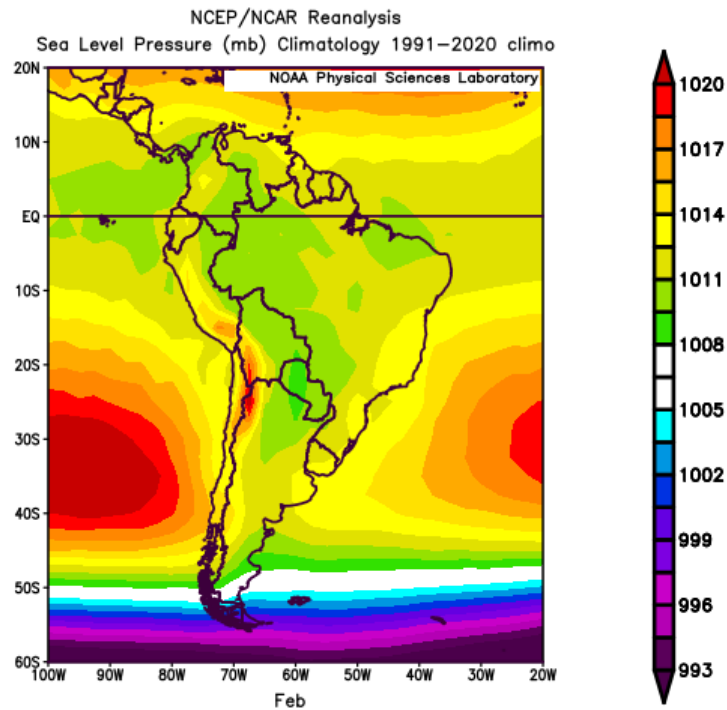 NCEP/NCAR Reanalysis
Sea Level Pressure (mb) Climatology 1991−2020 climo
NOAA Physical Sciences Laboratory
20N
10N
EQ
10S
20S
30S
40S
50S
60S
100W 90W 80W 70W 60W 50W 40W 30W 20W
Feb
1020
1017
1014
1011
1008
1005
1002
999
996
993